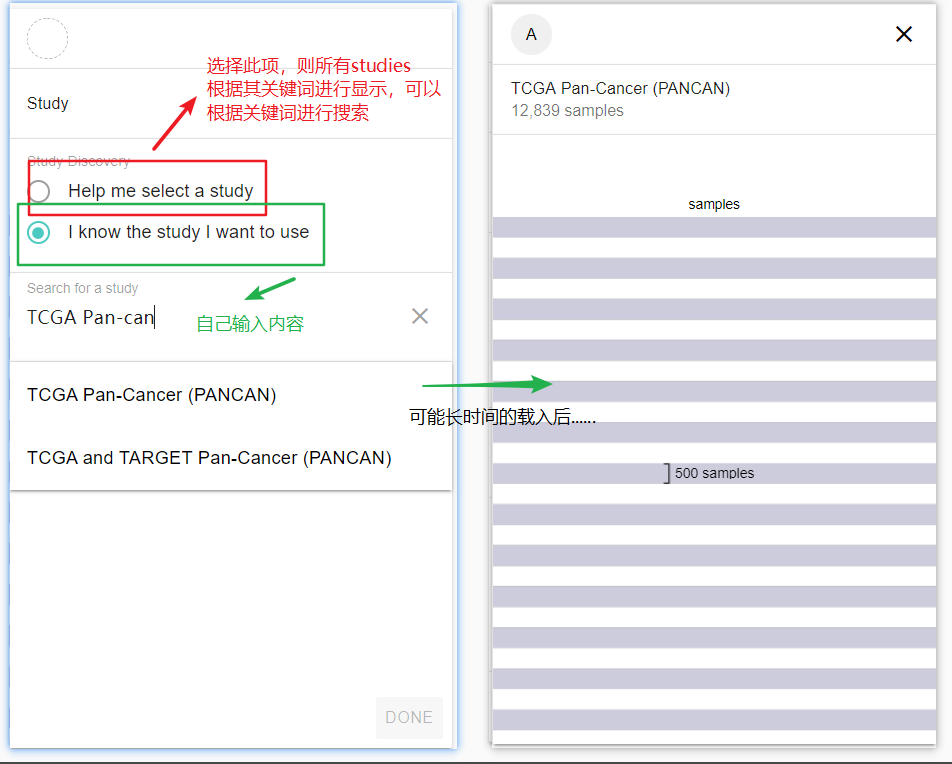 选择此项，则所有studies
根据其关键词进行显示，可以
根据关键词进行搜索
Study
Study Discovery
Help me select a study
I know the study I want to use
Search for a study
TCGA Pan-can
自己输入内容
TCGA Pan-Cancer (PANCAN)
TCGA and TARGET Pan-Cancer (PANCAN)
DONE
可能长时间的载入后......
A
TCGA Pan-Cancer (PANCAN)
12,839 samples
samples
500 samples